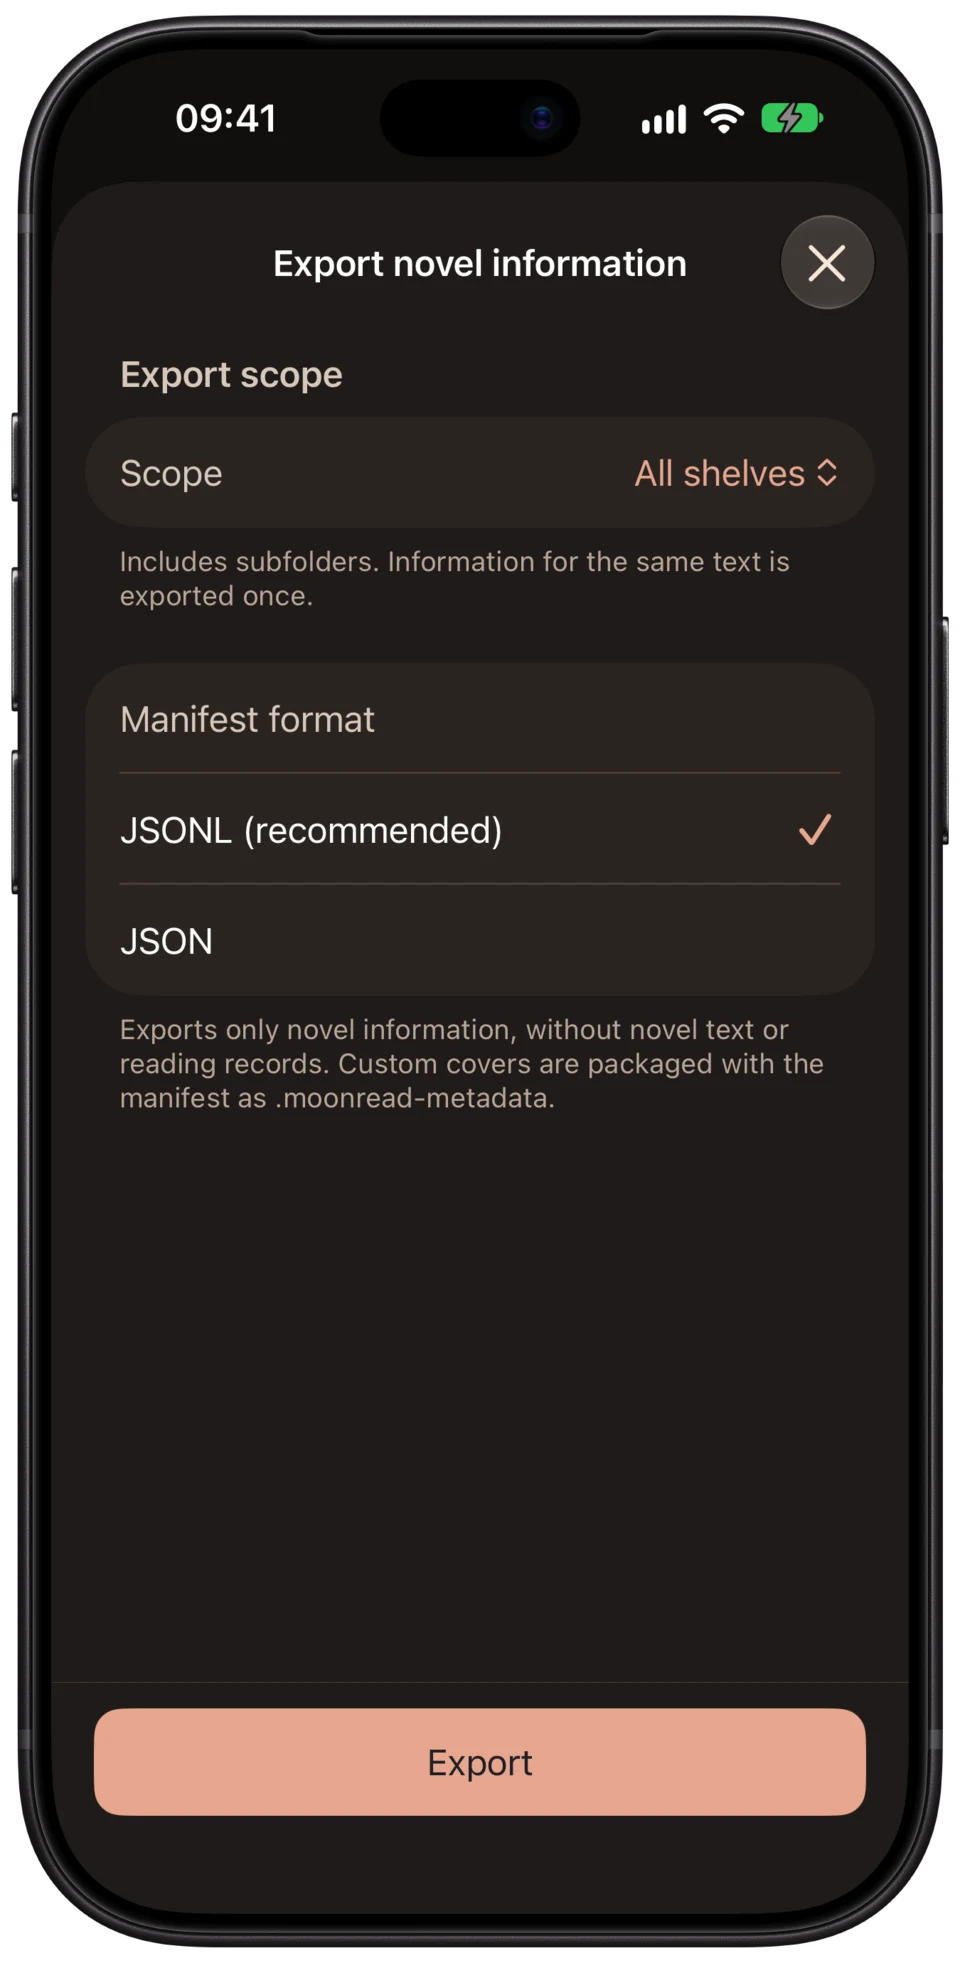 09:41
Export novel information
Export scope
Scope All shelves
Includes subfolders. Information for the same text is
exported once.
Manifest format
JSONL (recommended)
JSON
Exports only novel information, without novel text or
reading records. Custom covers are packaged with the
manifest as .moonread-metadata.
Export